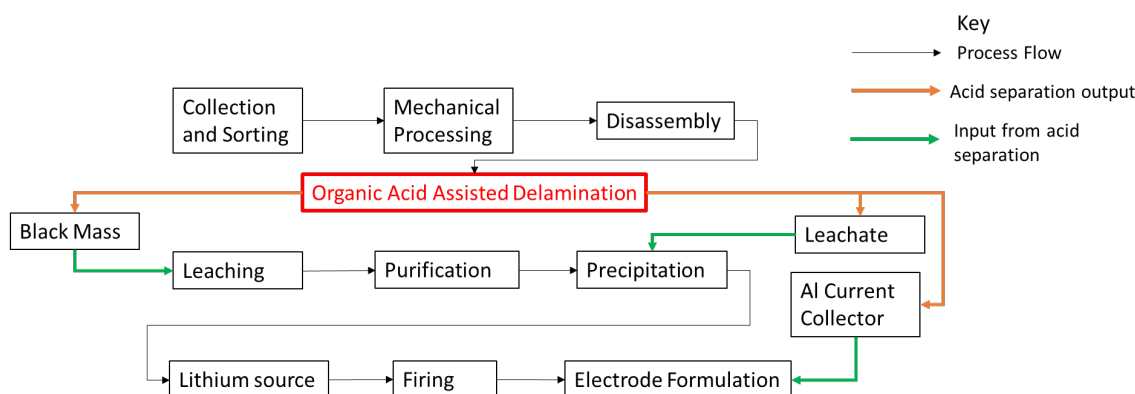 Key
Process Flow
Acid separation output
Input from acid
separation
Collection
and Sorting
Mechanical
Processing
Disassembly
Organic Acid Assisted Delamination
Black Mass
Leachate
Leaching
Purification
Precipitation
Al Current
Collector
Lithium source
Firing
Electrode Formulation